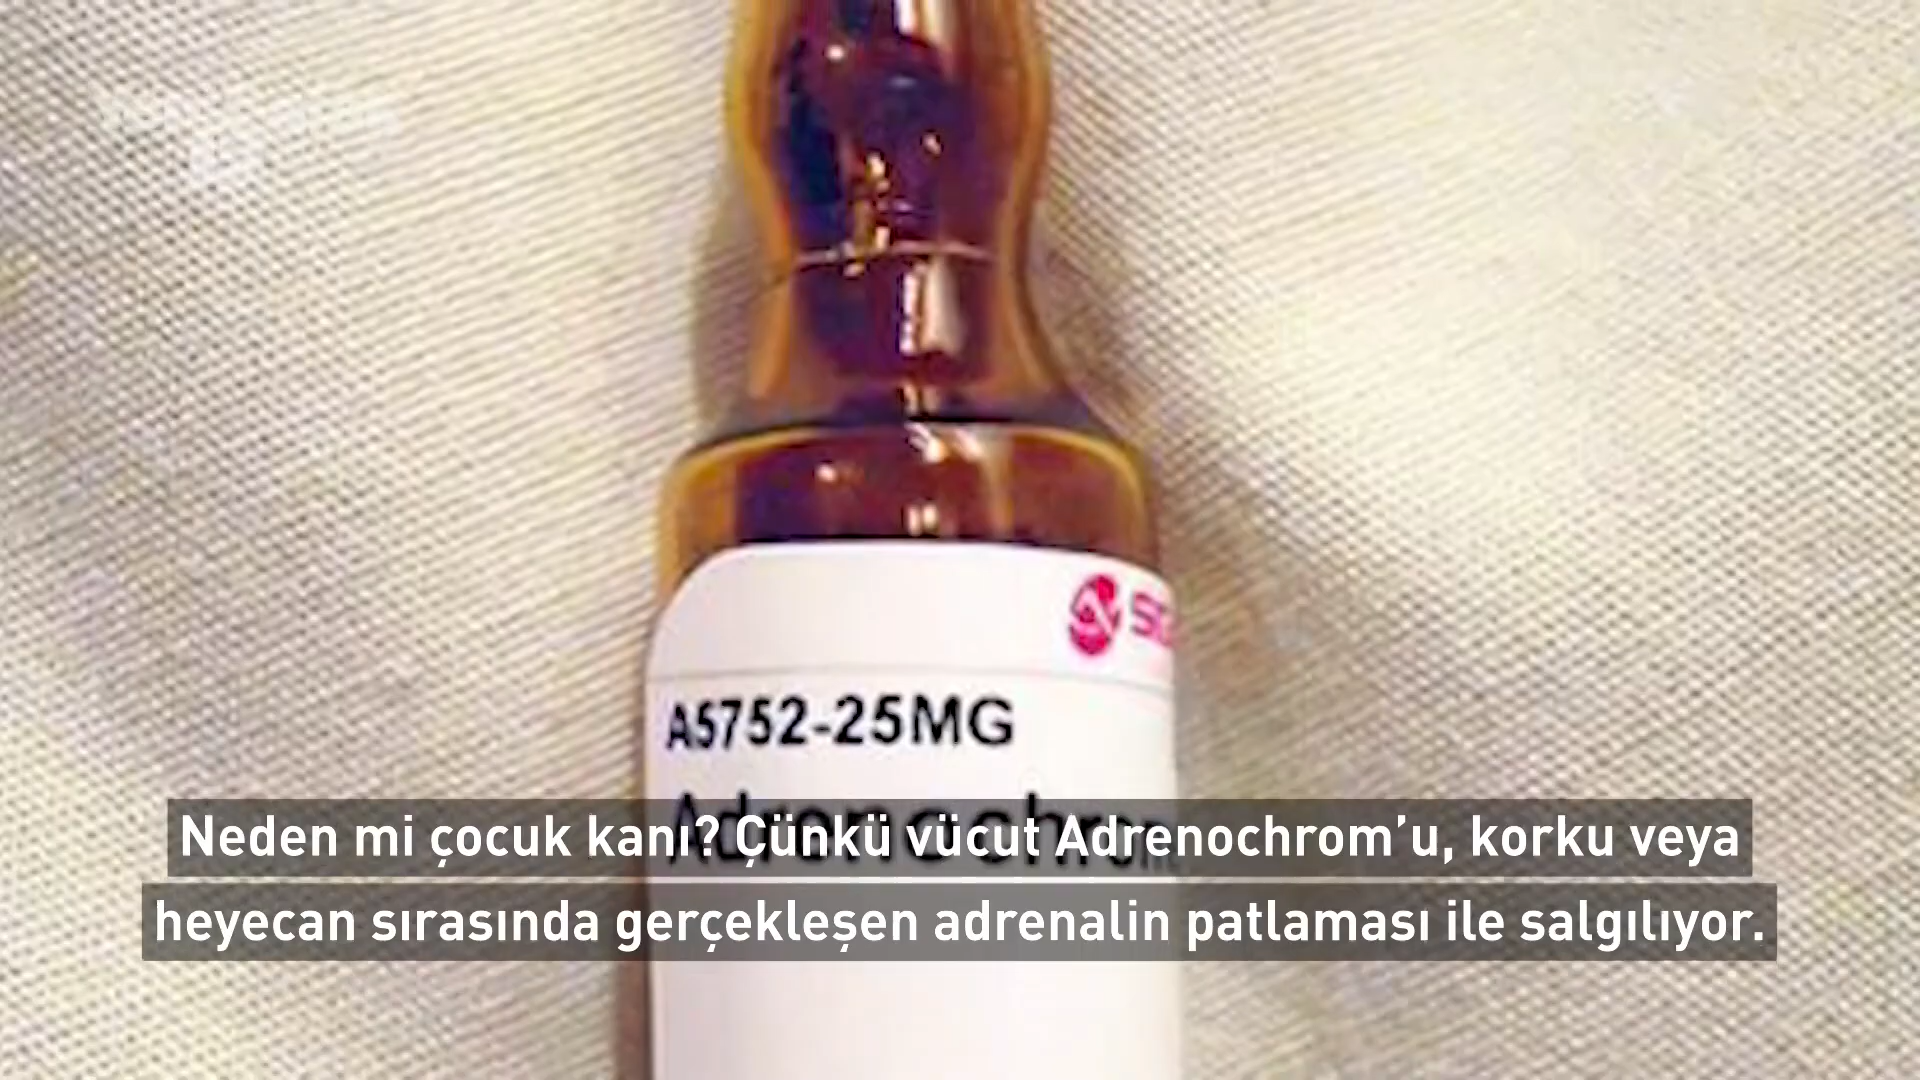 A5752-25MG
Neden mi çocuk kanı? Çünkü vücut Adrenochrom’u, korku veya
heyecan sırasında gerçekleşen adrenalin patlaması ile salgılıyor.